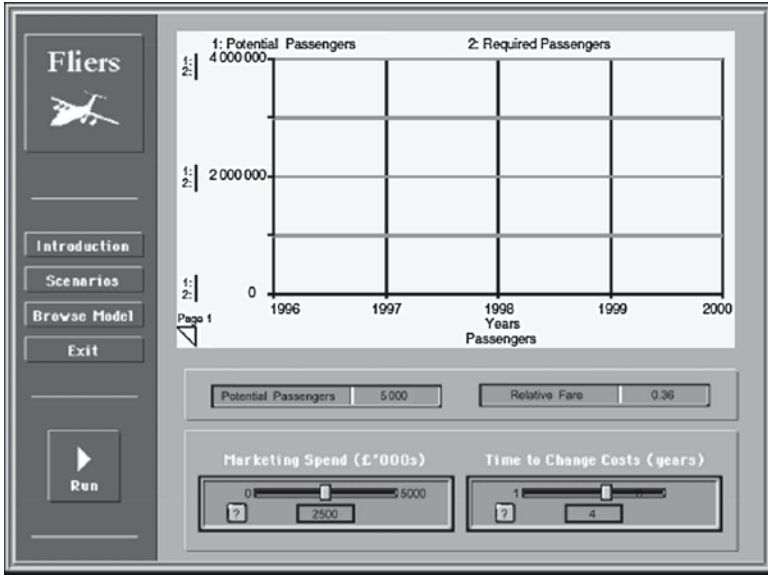 Fliers
Introduction
Scenarios
Browse Model
Exit
Run
1: Potential Passengers 2: Required Passengers
1:
2:
4 000 000
1:
2:
2 000 000
1:
2:
0
1996 1997 1998 1999 2000
Page 1
Years
Passengers
Potential Passengers 5 000
Relative Fare 0.36
Marketing Spend (£'000s)
0 5000
? 2500
Time to Change Costs (years)
1
? 4